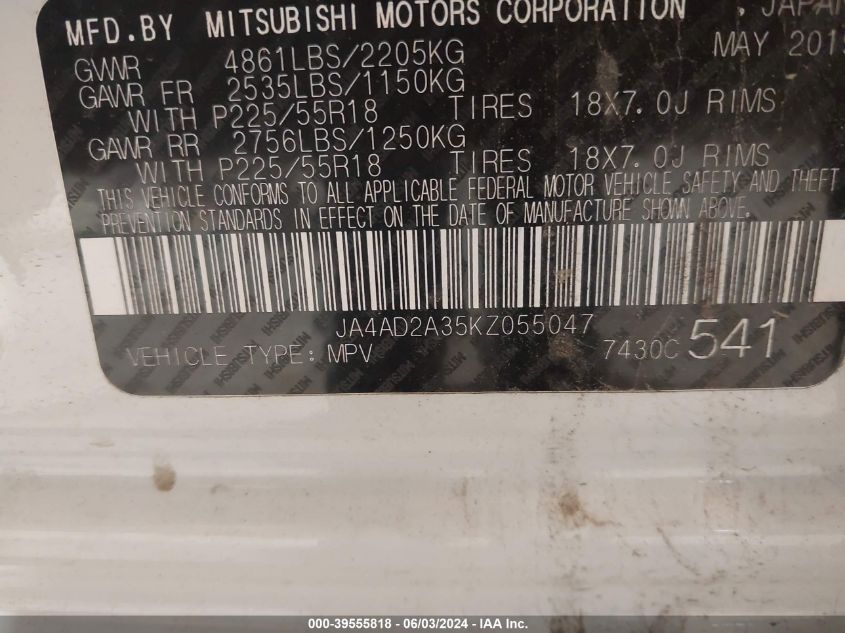 MFD.BY MITSUBISHI MOTORS CORPORATION , JAPAN
MAY 2019
GVWR 4861LBS/2205KG
GAWR FR 2535LBS/1150KG
WITH P225/55R18 TIRES 18X7.0J RIMS
GAWR RR 2756LBS/1250KG
WITH P225/55R18 TIRES 18X7.0J RIMS
THIS VEHICLE CONFORMS TO ALL APPLICABLE FEDERAL MOTOR VEHICLE SAFETY AND THEFT
PREVENTION STANDARDS IN EFFECT ON THE DATE OF MANUFACTURE SHOWN ABOVE.
JA4AD2A35KZ055047
VEHICLE TYPE: MPV 7430C 541
000-39555818 - 06/03/2024 - IAA Inc.